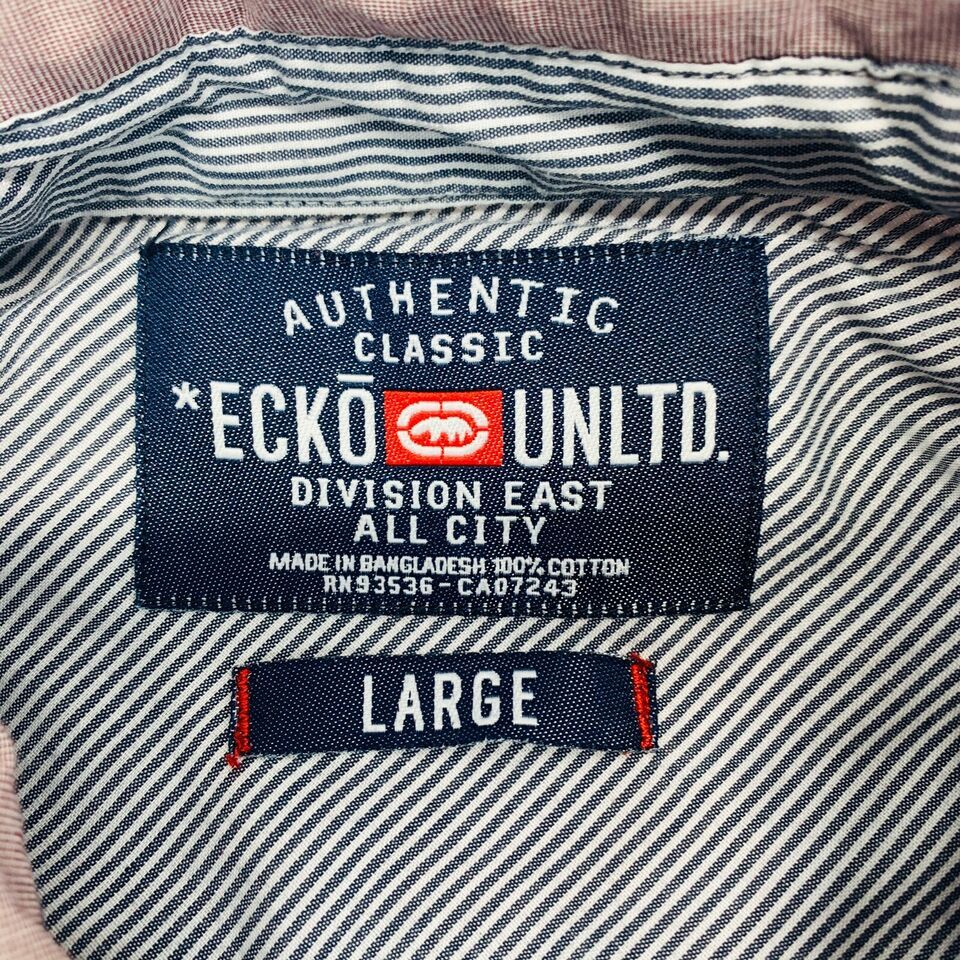 AUTHENTIC
CLASSIC
*ECKŌ UNLTD.
DIVISION EAST
ALL CITY
MADE IN BANGLADESH 100% COTTON
RN93536-CA07243
LARGE